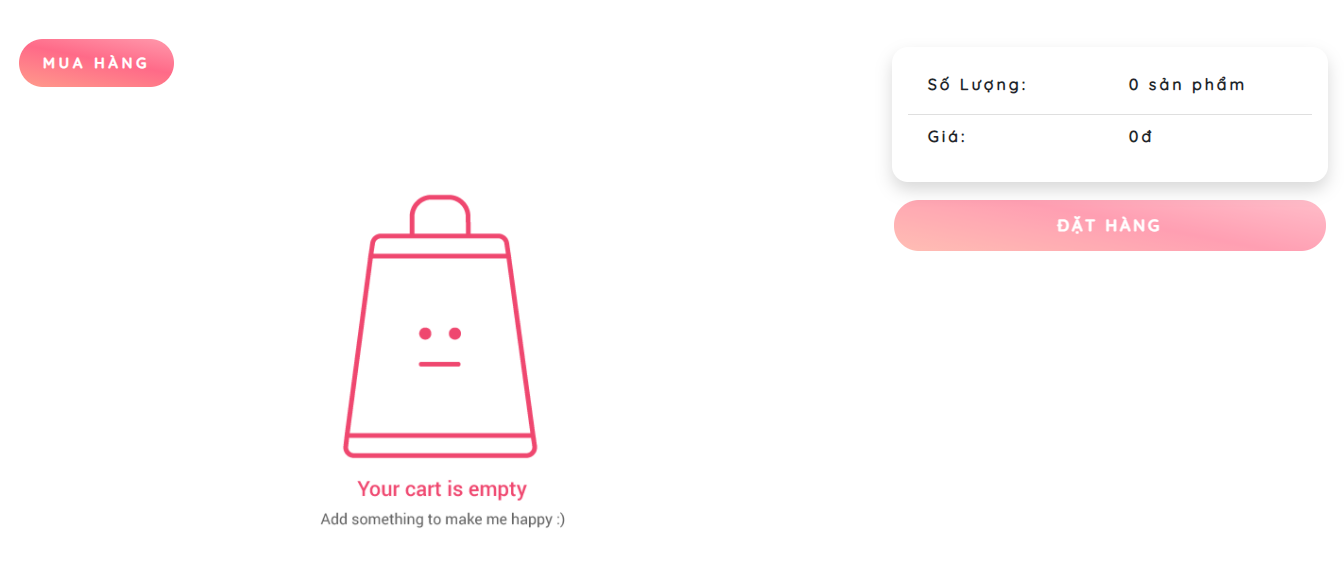 MUA HÀNG
Số Lượng: 0 sản phẩm
Giá: 0đ
ĐẶT HÀNG
Your cart is empty
Add something to make me happy :)